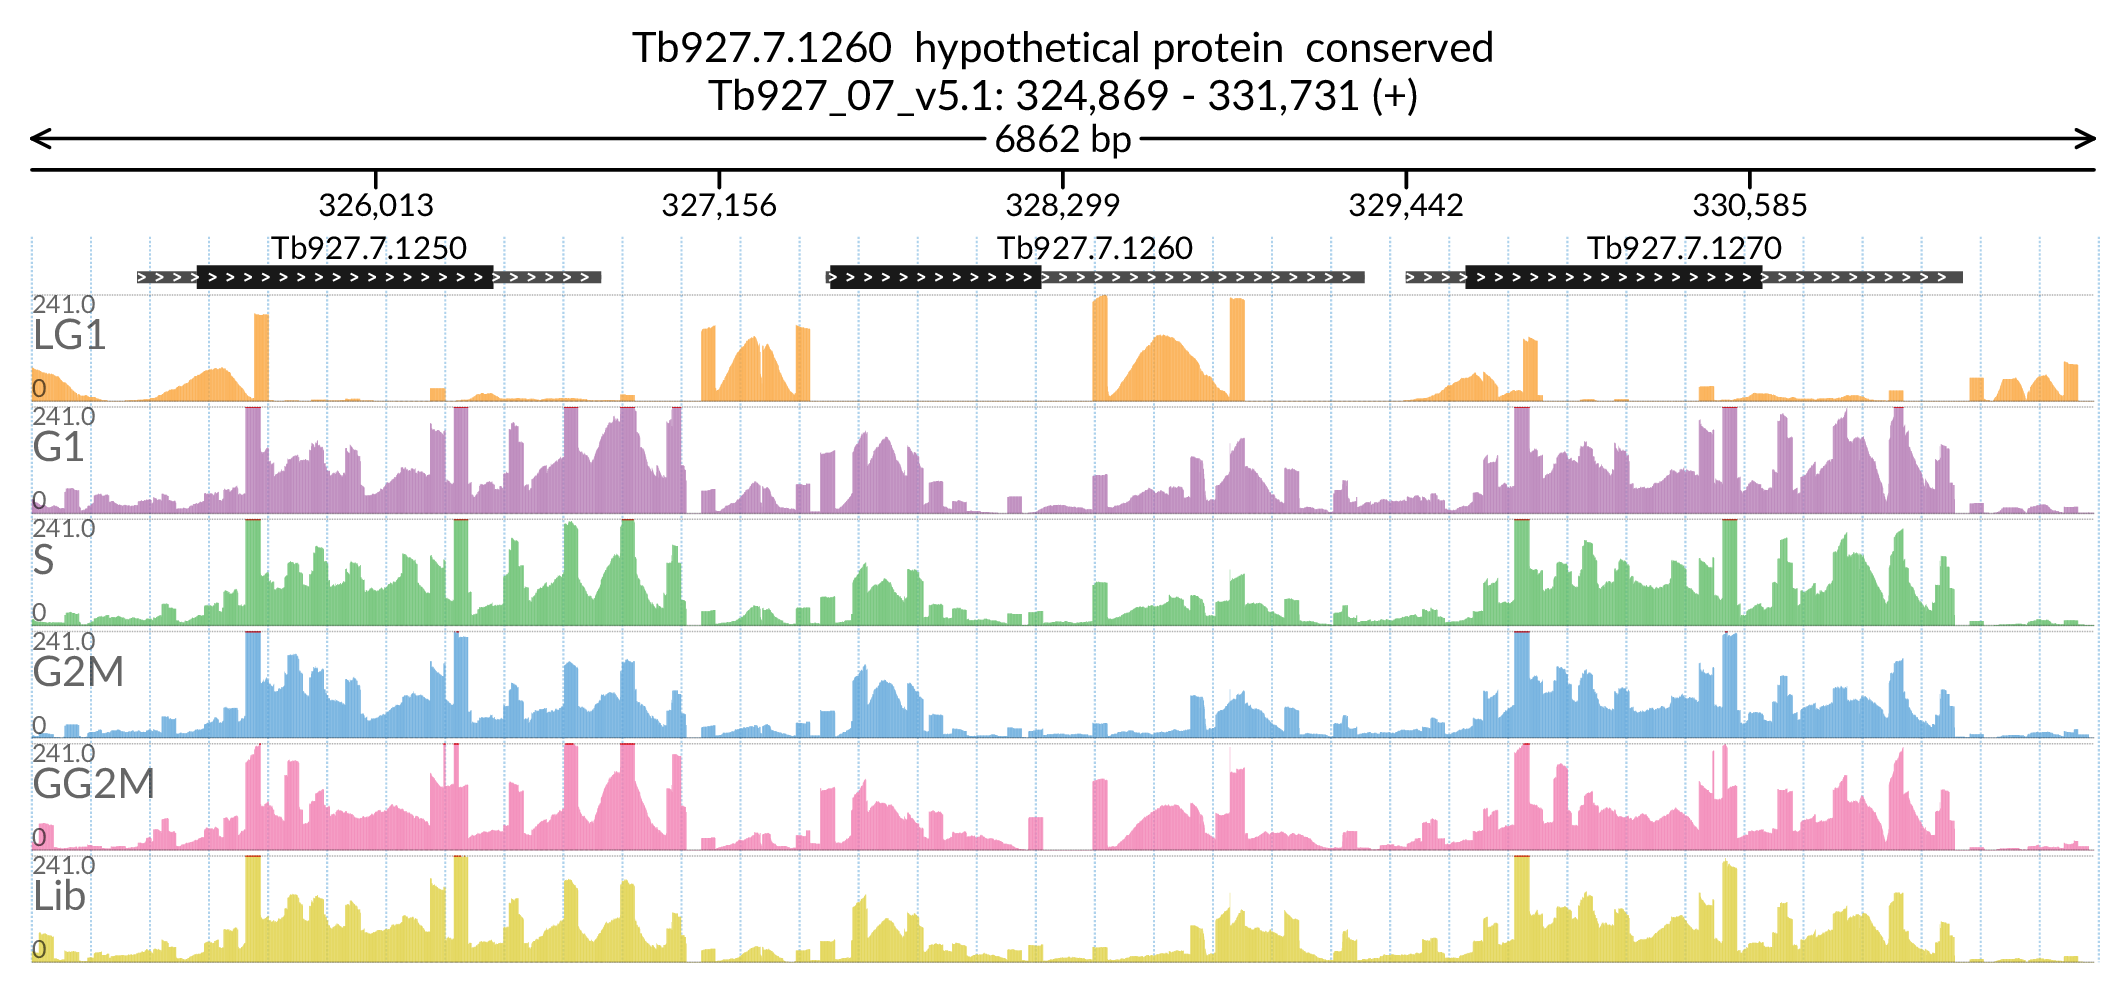 Tb927.7.1260  hypothetical protein  conserved
Tb927_07_v5.1: 324,869 - 331,731 (+)
6862 bp
326,013 327,156 328,299 329,442 330,585
Tb927.7.1250 Tb927.7.1260 Tb927.7.1270
241.0
LG1
0
241.0
G1
0
241.0
S
0
241.0
G2M
0
241.0
GG2M
0
241.0
Lib
0